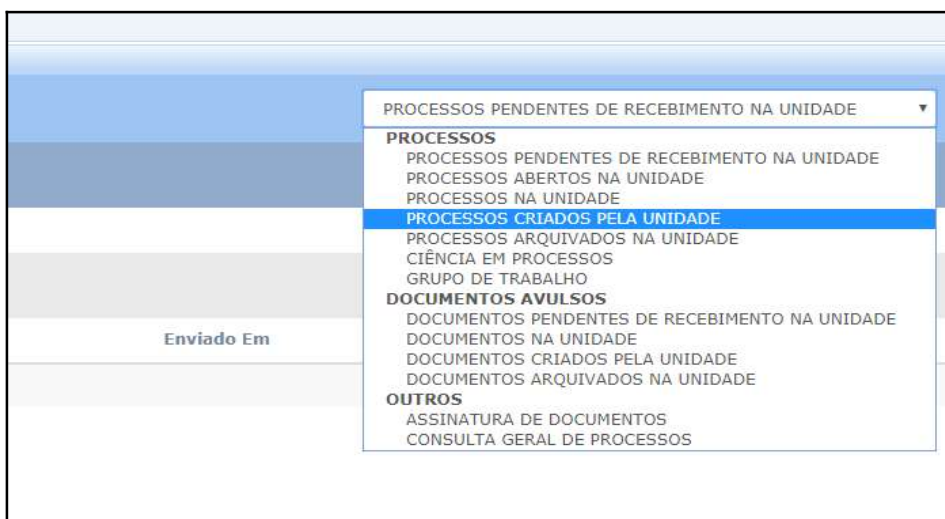 PROCESSOS PENDENTES DE RECEBIMENTO NA UNIDADE
PROCESSOS
PROCESSOS PENDENTES DE RECEBIMENTO NA UNIDADE
PROCESSOS ABERTOS NA UNIDADE
PROCESSOS NA UNIDADE
PROCESSOS CRIADOS PELA UNIDADE
PROCESSOS ARQUIVADOS NA UNIDADE
CIÊNCIA EM PROCESSOS
GRUPO DE TRABALHO
DOCUMENTOS AVULSOS
DOCUMENTOS PENDENTES DE RECEBIMENTO NA UNIDADE
Enviado Em
DOCUMENTOS NA UNIDADE
DOCUMENTOS CRIADOS PELA UNIDADE
DOCUMENTOS ARQUIVADOS NA UNIDADE
OUTROS
ASSINATURA DE DOCUMENTOS
CONSULTA GERAL DE PROCESSOS